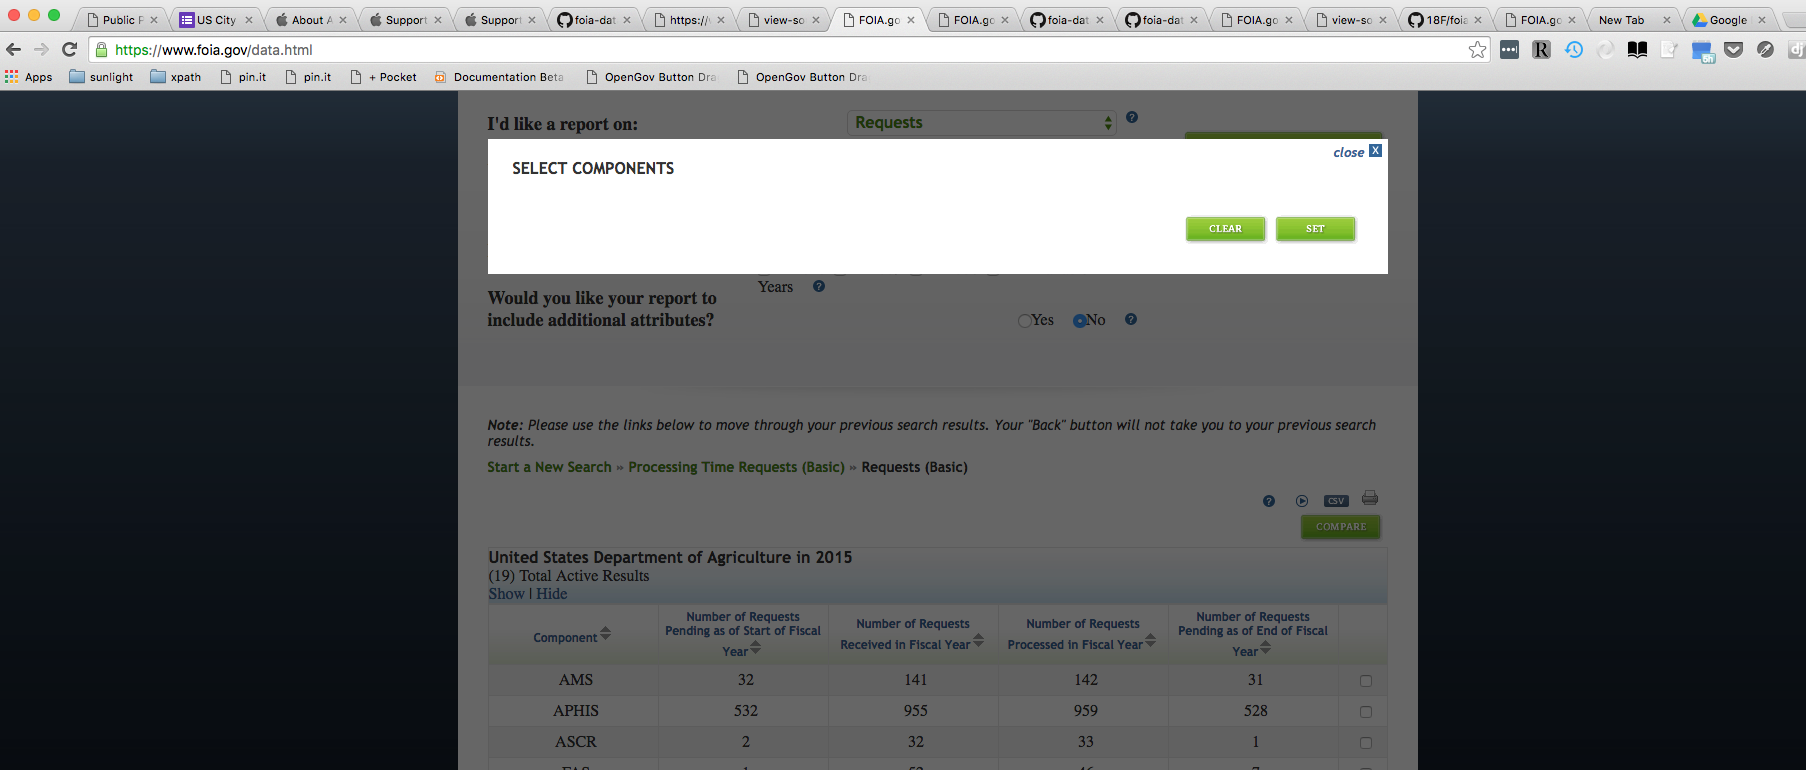 Public P
US City
About A
Support
Support
foia-dat
https://
view-so
FOIA.go
FOIA.go
foia-dat
foia-dat
FOIA.go
view-so
18F/foia
FOIA.go
New Tab
Google
https://www.foia.gov/data.html
Apps
sunlight
xpath
pin.it
pin.it
+ Pocket
Documentation Beta
OpenGov Button Dra
OpenGov Button Dra
I'd like a report on:
Requests
close X
SELECT COMPONENTS
CLEAR
SET
Years
Would you like your report to
include additional attributes?
Yes
No
Note: Please use the links below to move through your previous search results. Your "Back" button will not take you to your previous search
results.
Start a New Search » Processing Time Requests (Basic) » Requests (Basic)
CSV
COMPARE
United States Department of Agriculture in 2015
(19) Total Active Results
Show | Hide
Component
Number of Requests
Pending as of Start of Fiscal
Year
Number of Requests
Received in Fiscal Year
Number of Requests
Processed in Fiscal Year
Number of Requests
Pending as of End of Fiscal
Year
AMS 32 141 142 31
APHIS 532 955 959 528
ASCR 2 32 33 1